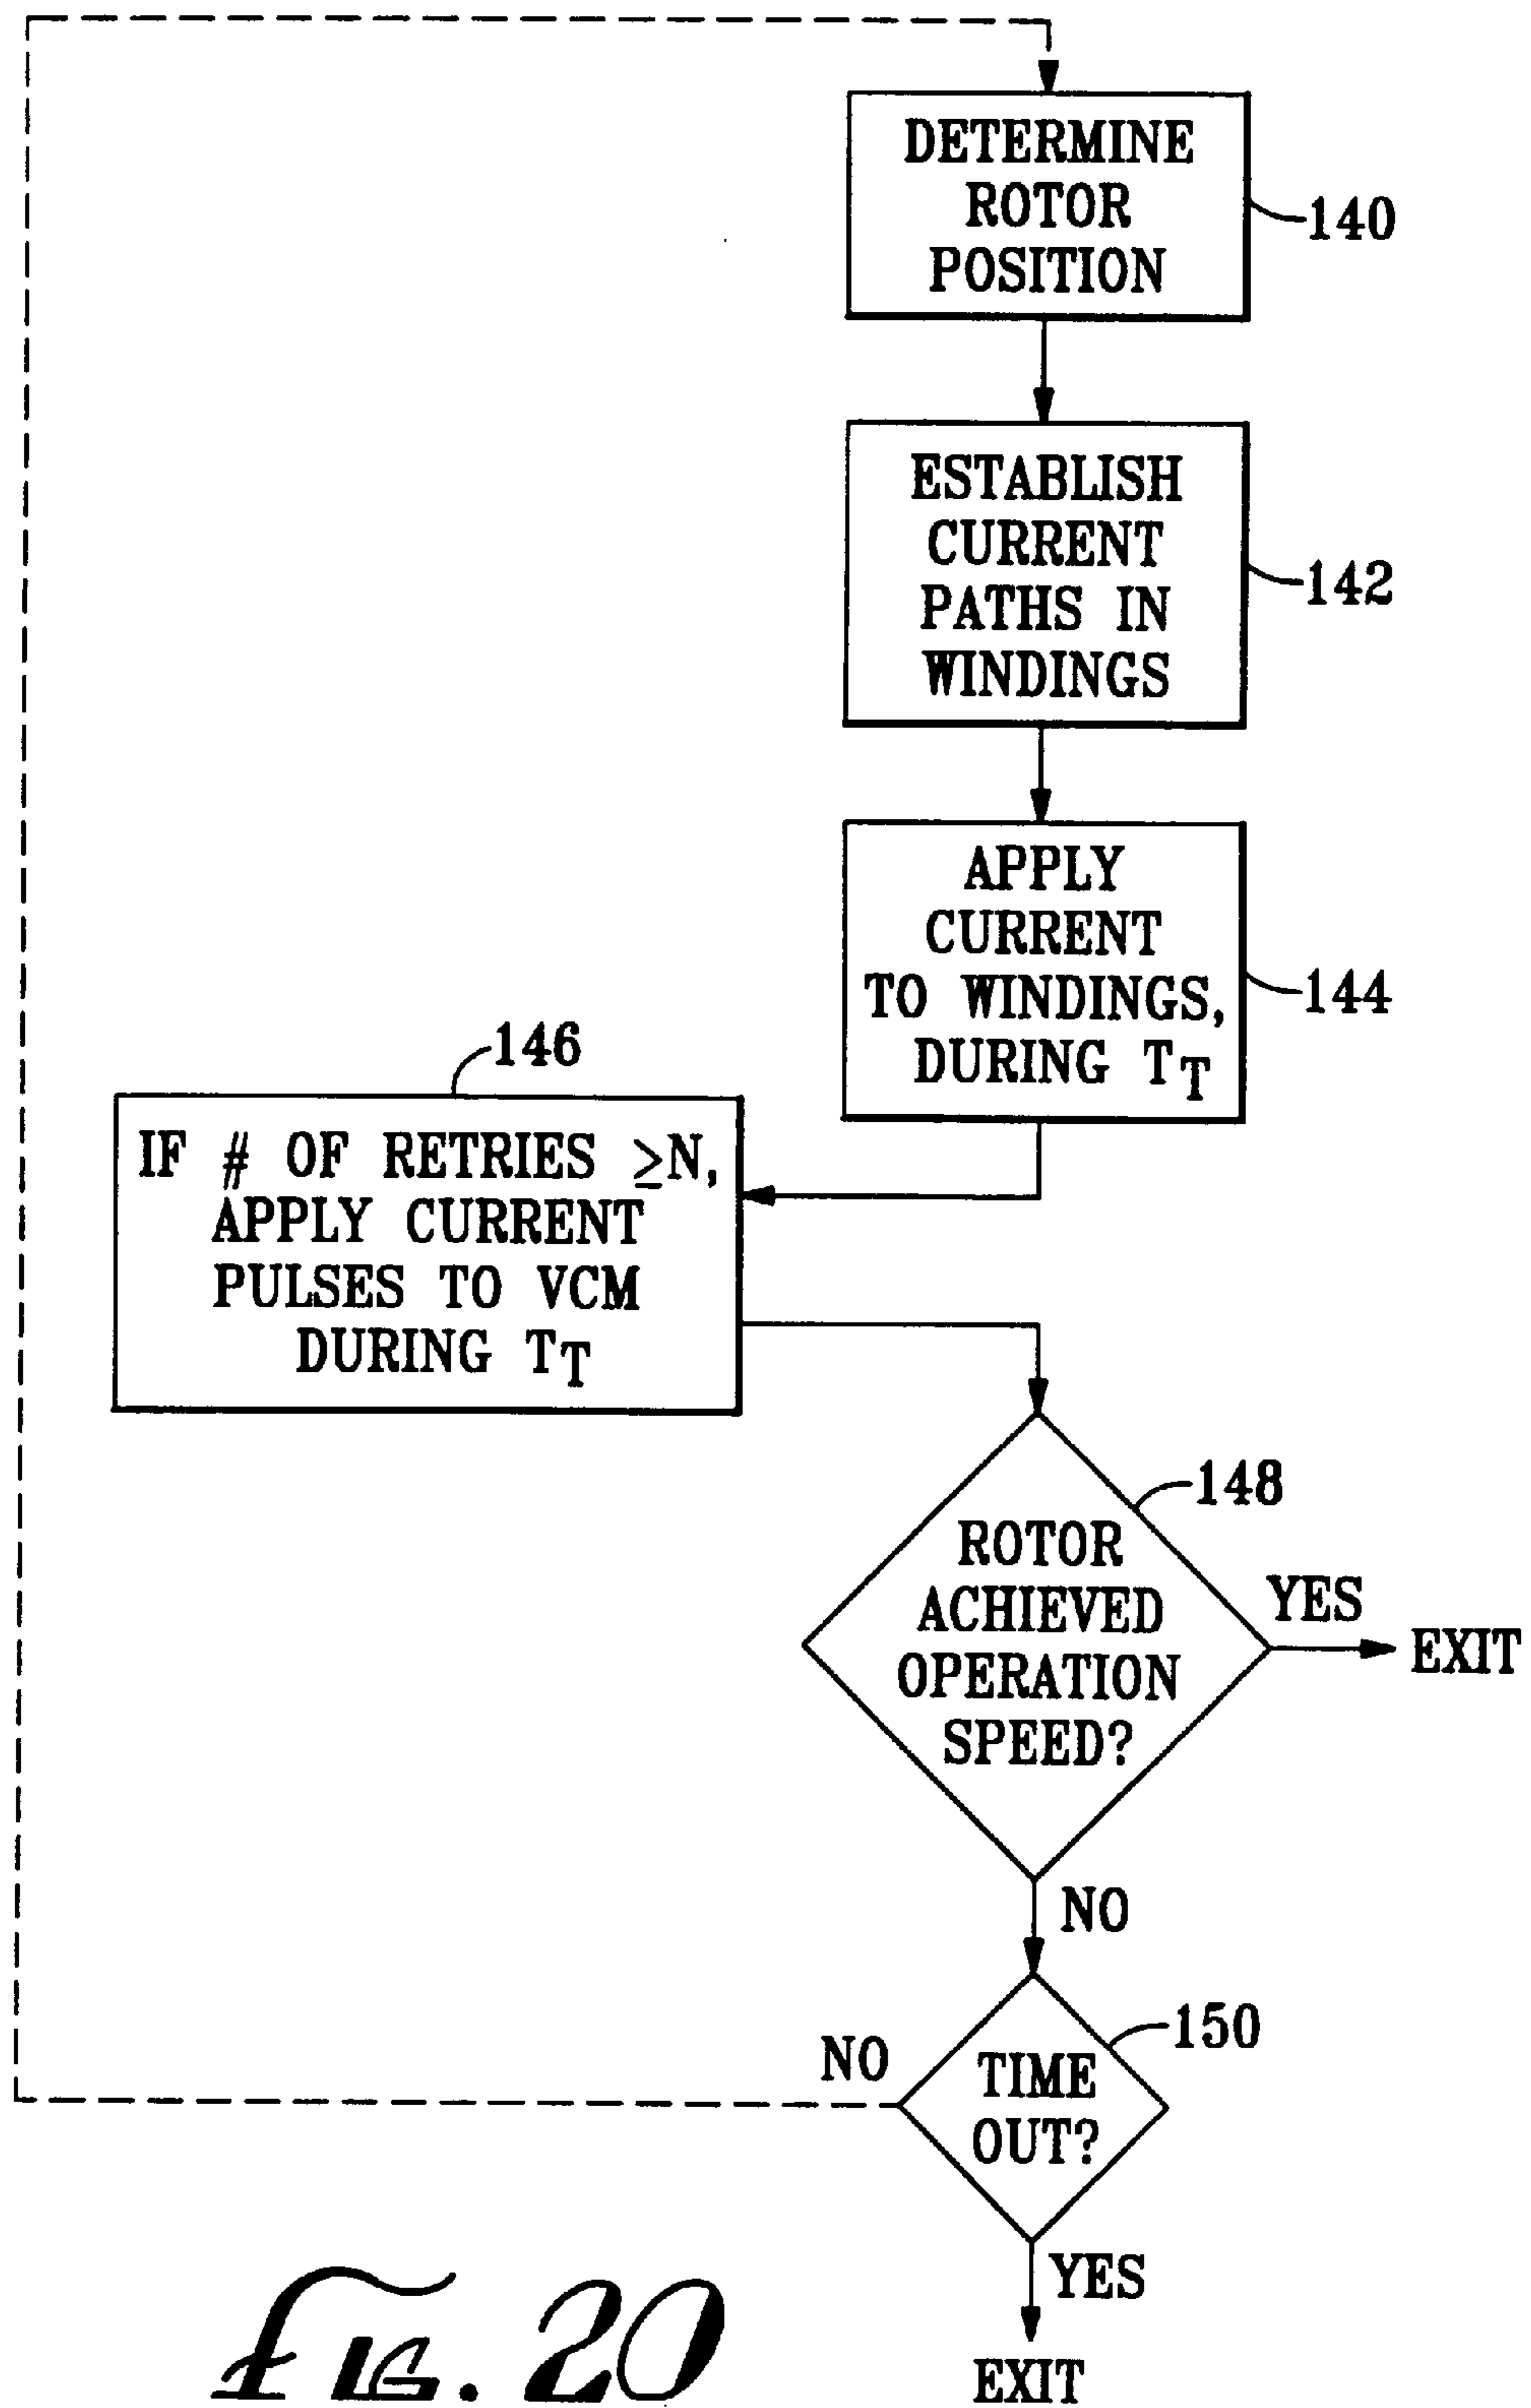 DETERMINE
ROTOR
POSITION
140
ESTABLISH
CURRENT
PATHS IN
WINDINGS
142
APPLY
CURRENT
TO WINDINGS,
DURING TT
144
146
IF # OF RETRIES ≥N,
APPLY CURRENT
PULSES TO VCM
DURING TT
148
ROTOR
ACHIEVED
OPERATION
SPEED?
YES
EXIT
NO
150
NO
TIME
OUT?
YES
EXIT
FIG. 20